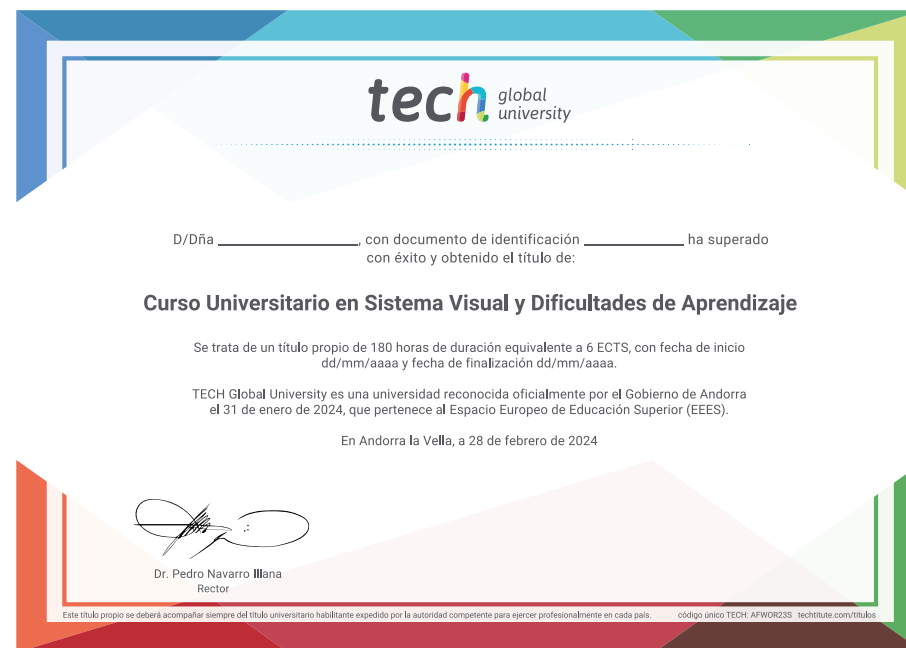 tech global university
D/Dña , con documento de identificación ha superado
con éxito y obtenido el título de:
Curso Universitario en Sistema Visual y Dificultades de Aprendizaje
Se trata de un título propio de 180 horas de duración equivalente a 6 ECTS, con fecha de inicio
dd/mm/aaaa y fecha de finalización dd/mm/aaaa.
TECH Global University es una universidad reconocida oficialmente por el Gobierno de Andorra
el 31 de enero de 2024, que pertenece al Espacio Europeo de Educación Superior (EEES).
En Andorra la Vella, a 28 de febrero de 2024
Dr. Pedro Navarro Illana
Rector
Este título propio se deberá acompañar siempre del título universitario habilitante expedido por la autoridad competente para ejercer profesionalmente en cada país. código único TECH: AFWOR23S techtitute.com/titulos